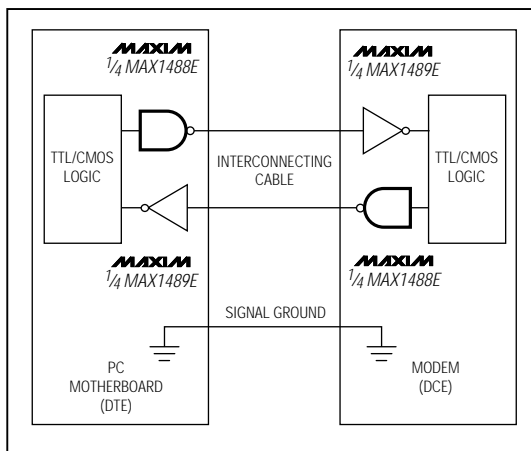 MAXIM
1/4 MAX1488E
MAXIM
1/4 MAX1489E
TTL/CMOS
LOGIC
INTERCONNECTING
CABLE
TTL/CMOS
LOGIC
MAXIM
1/4 MAX1489E
MAXIM
1/4 MAX1488E
SIGNAL GROUND
PC
MOTHERBOARD
(DTE)
MODEM
(DCE)